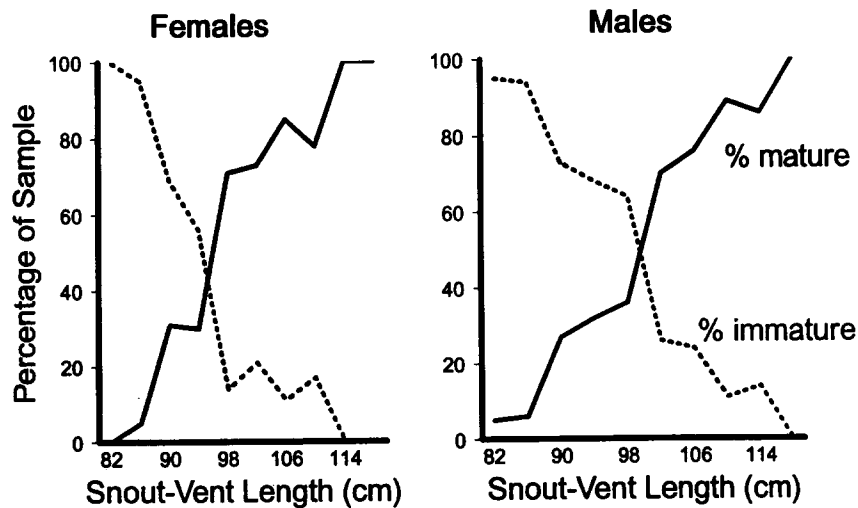 Females
Males
Percentage of Sample
100
80
60
40
20
0
82 90 98 106 114
Snout-Vent Length (cm)
100
80
60
40
20
0
82 90 98 106 114
Snout-Vent Length (cm)
% mature
% immature